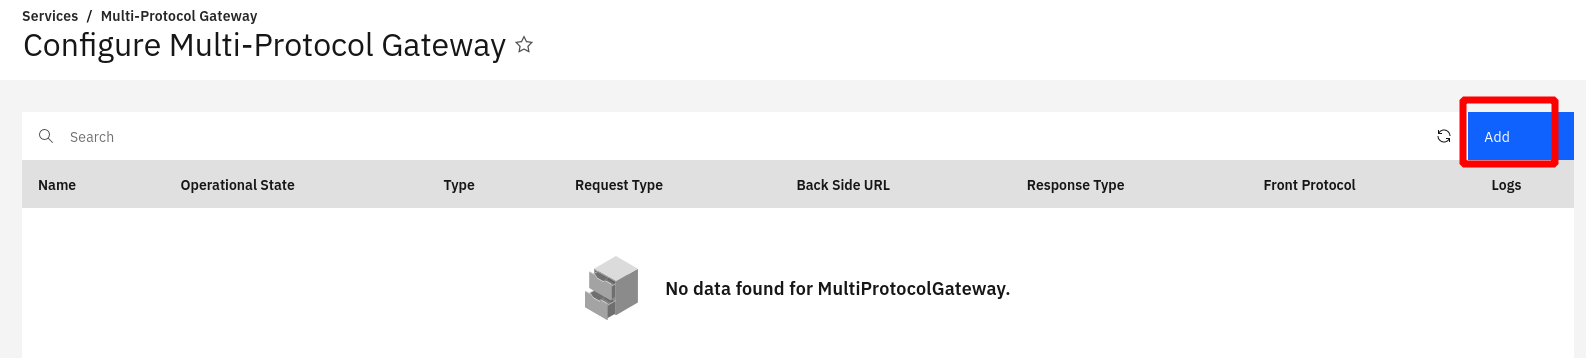 Services / Multi-Protocol Gateway
Configure Multi-Protocol Gateway
Search
Add
Name Operational State Type Request Type Back Side URL Response Type Front Protocol Logs
No data found for MultiProtocolGateway.